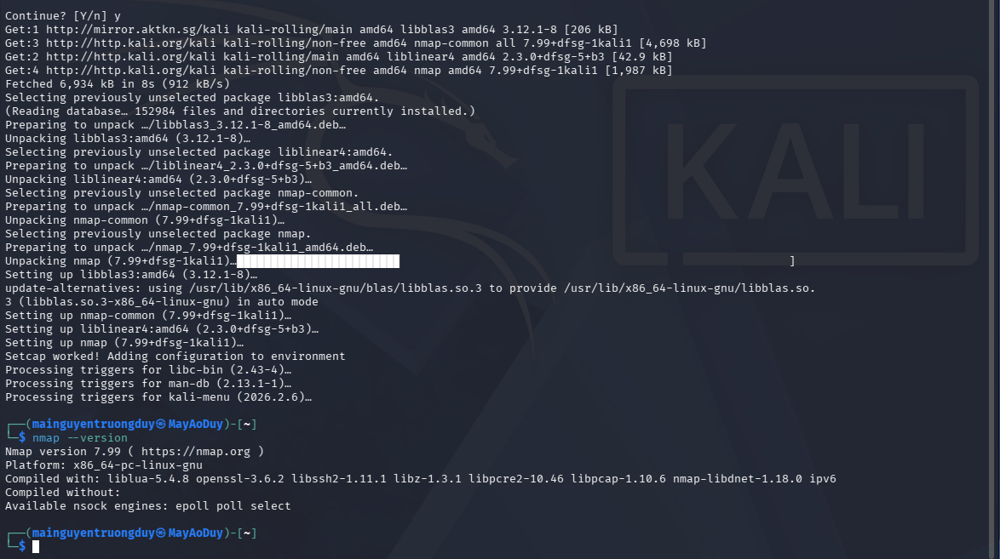 Continue? [Y/n] y
Get:1 http://mirror.aktkn.sg/kali kali-rolling/main amd64 libblas3 amd64 3.12.1-8 [206 kB]
Get:3 http://http.kali.org/kali kali-rolling/non-free amd64 nmap-common all 7.99+dfsg-1kali1 [4,698 kB]
Get:2 http://http.kali.org/kali kali-rolling/main amd64 liblinear4 amd64 2.3.0+dfsg-5+b3 [42.9 kB]
Get:4 http://http.kali.org/kali kali-rolling/non-free amd64 nmap amd64 7.99+dfsg-1kali1 [1,987 kB]
Fetched 6,934 kB in 8s (912 kB/s)
Selecting previously unselected package libblas3:amd64.
(Reading database… 152984 files and directories currently installed.)
Preparing to unpack …/libblas3_3.12.1-8_amd64.deb…
Unpacking libblas3:amd64 (3.12.1-8)…
Selecting previously unselected package liblinear4:amd64.
Preparing to unpack …/liblinear4_2.3.0+dfsg-5+b3_amd64.deb…
Unpacking liblinear4:amd64 (2.3.0+dfsg-5+b3)…
Selecting previously unselected package nmap-common.
Preparing to unpack …/nmap-common_7.99+dfsg-1kali1_all.deb…
Unpacking nmap-common (7.99+dfsg-1kali1)…
Selecting previously unselected package nmap.
Preparing to unpack …/nmap_7.99+dfsg-1kali1_amd64.deb…
Unpacking nmap (7.99+dfsg-1kali1)…████████████████████████ ]
Setting up libblas3:amd64 (3.12.1-8)…
update-alternatives: using /usr/lib/x86_64-linux-gnu/blas/libblas.so.3 to provide /usr/lib/x86_64-linux-gnu/libblas.so.
3 (libblas.so.3-x86_64-linux-gnu) in auto mode
Setting up nmap-common (7.99+dfsg-1kali1)…
Setting up liblinear4:amd64 (2.3.0+dfsg-5+b3)…
Setting up nmap (7.99+dfsg-1kali1)…
Setcap worked! Adding configuration to environment
Processing triggers for libc-bin (2.43-4)…
Processing triggers for man-db (2.13.1-1)…
Processing triggers for kali-menu (2026.2.6)…
┌──(mainguyentruongduy㉿MayAoDuy)-[~]
└─$ nmap --version
Nmap version 7.99 ( https://nmap.org )
Platform: x86_64-pc-linux-gnu
Compiled with: liblua-5.4.8 openssl-3.6.2 libssh2-1.11.1 libz-1.3.1 libpcre2-10.46 libpcap-1.10.6 nmap-libdnet-1.18.0 ipv6
Compiled without:
Available nsock engines: epoll poll select
┌──(mainguyentruongduy㉿MayAoDuy)-[~]
└─$
KALI